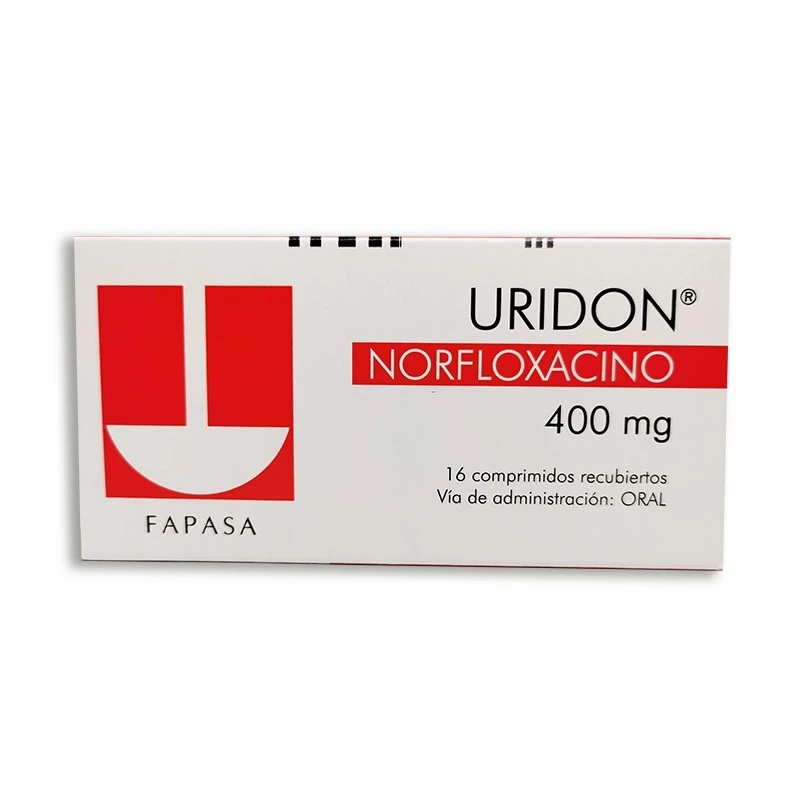 URIDON®
NORFLOXACINO
400 mg
16 comprimidos recubiertos
Vía de administración: ORAL
FAPASA